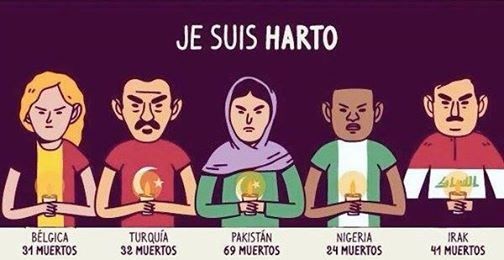 JE SUIS HARTO
BÉLGICA
31 MUERTOS
TURQUÍA
32 MUERTOS
PAKISTÁN
69 MUERTOS
NIGERIA
24 MUERTOS
IRAK
41 MUERTOS